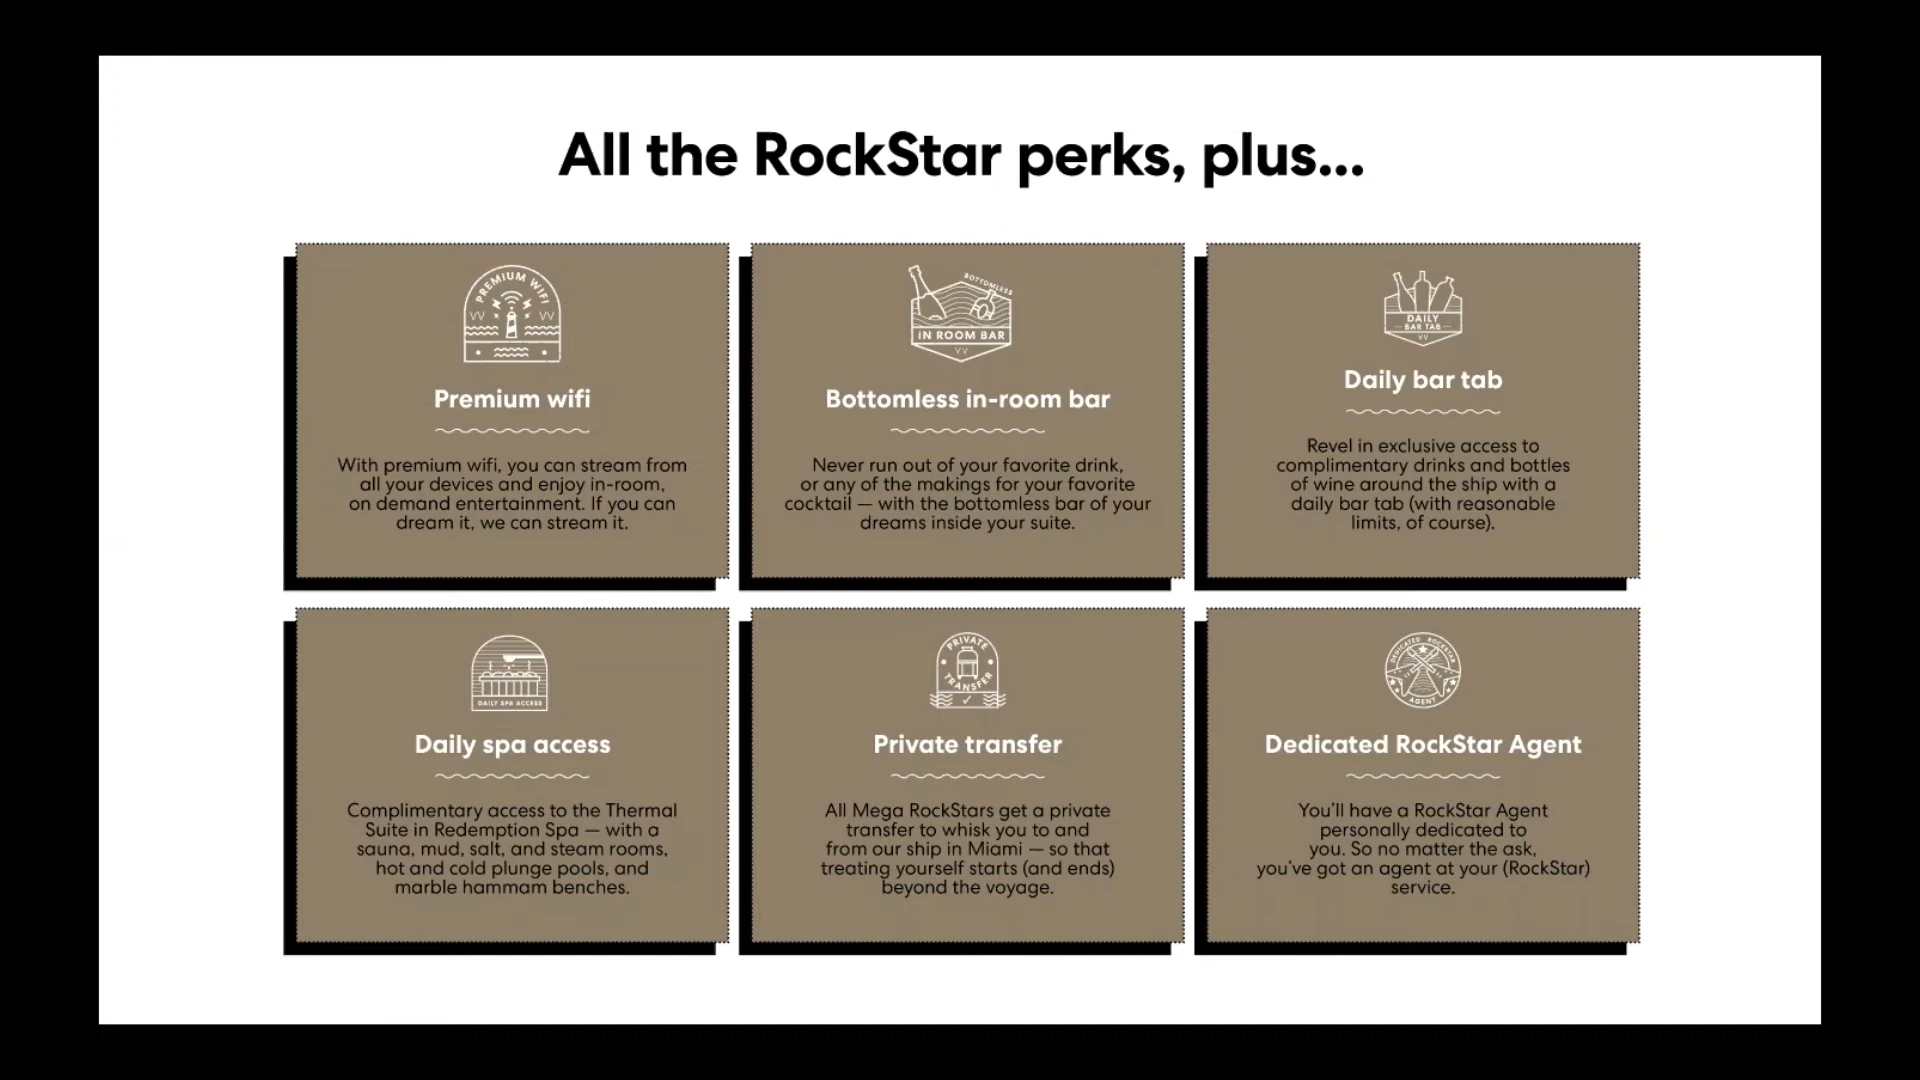 All the RockStar perks, plus...
PREMIUM WIFI
VV VV
Premium wifi
With premium wifi, you can stream from
all your devices and enjoy in-room,
on demand entertainment. If you can
dream it, we can stream it.
BOTTOMLESS
IN ROOM BAR
VV
Bottomless in-room bar
Never run out of your favorite drink,
or any of the makings for your favorite
cocktail — with the bottomless bar of your
dreams inside your suite.
DAILY
BAR TAB
VV
Daily bar tab
Revel in exclusive access to
complimentary drinks and bottles
of wine around the ship with a
daily bar tab (with reasonable
limits, of course).
DAILY SPA ACCESS
Daily spa access
Complimentary access to the Thermal
Suite in Redemption Spa — with a
sauna, mud, salt, and steam rooms,
hot and cold plunge pools, and
marble hammam benches.
PRIVATE
TRANSFER
Private transfer
All Mega RockStars get a private
transfer to whisk you to and
from our ship in Miami — so that
treating yourself starts (and ends)
beyond the voyage.
DEDICATED ROCKSTAR
AGENT
Dedicated RockStar Agent
You'll have a RockStar Agent
personally dedicated to
you. So no matter the ask,
you've got an agent at your (RockStar)
service.